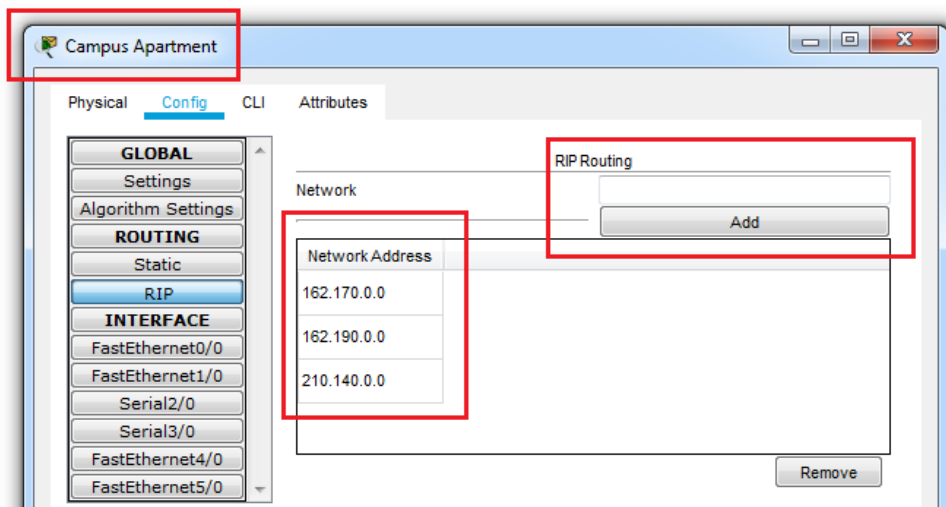 Campus Apartment
Physical Config CLI Attributes
GLOBAL
Settings
Algorithm Settings
ROUTING
Static
RIP
INTERFACE
FastEthernet0/0
FastEthernet1/0
Serial2/0
Serial3/0
FastEthernet4/0
FastEthernet5/0
RIP Routing
Network
Add
Network Address
162.170.0.0
162.190.0.0
210.140.0.0
Remove